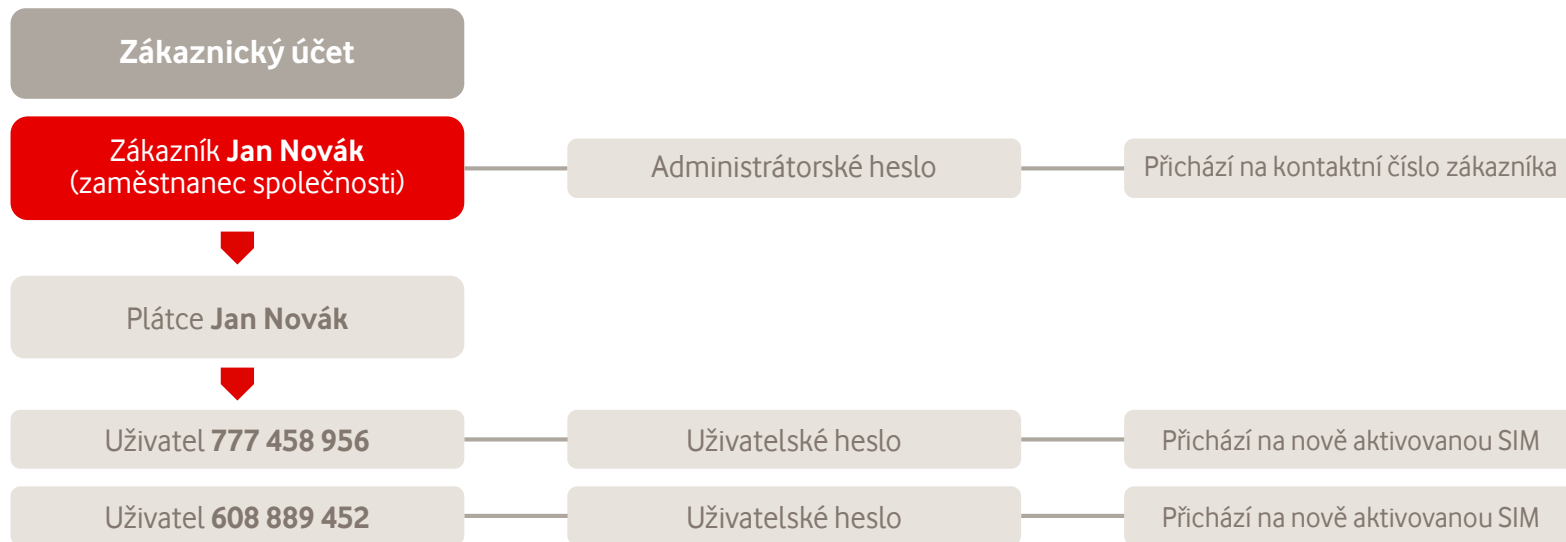 Zákaznický účet
Zákazník Jan Novák
(zaměstnanec společnosti)
Administrátorské heslo
Přichází na kontaktní číslo zákazníka
Plátce Jan Novák
Uživatel 777 458 956
Uživatelské heslo
Přichází na nově aktivovanou SIM
Uživatel 608 889 452
Uživatelské heslo
Přichází na nově aktivovanou SIM